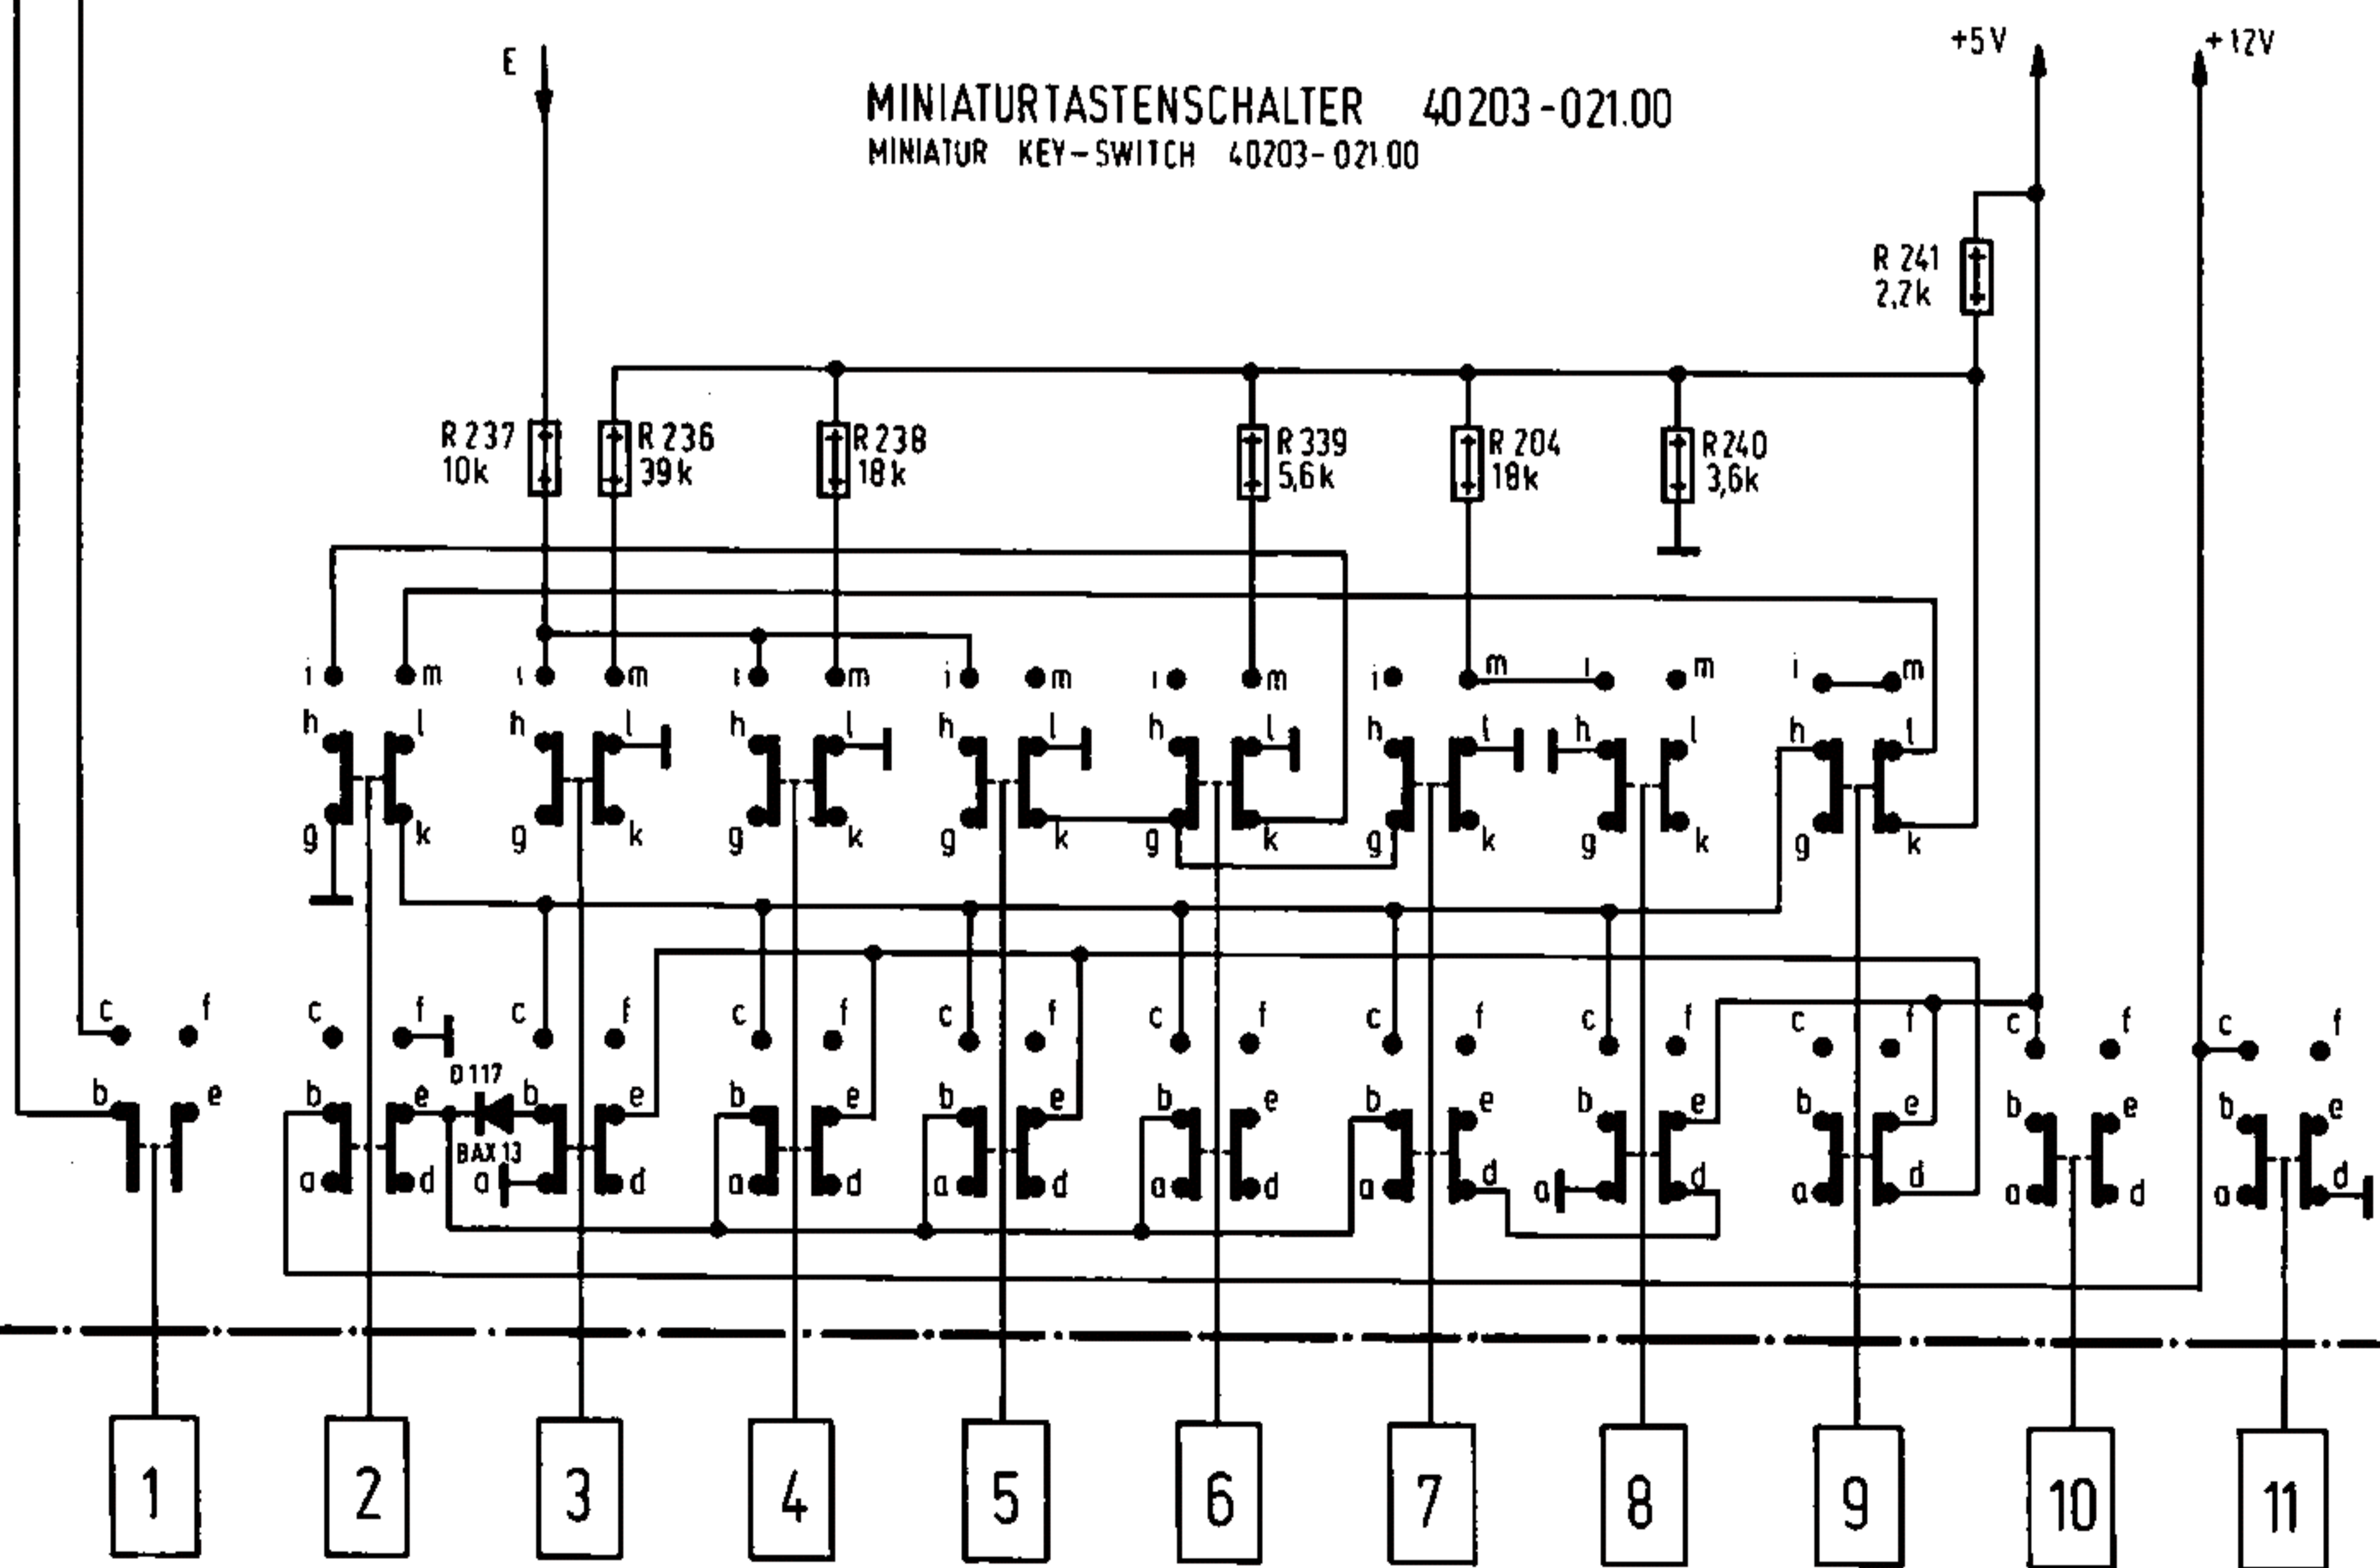 E
+5V
+12V
MINIATURTASTENSCHALTER 40203-021.00
MINIATUR KEY-SWITCH 40203-021.00
R 241
2,2k
R 237
10k
R 236
39k
R 238
18k
R 339
5,6k
R 204
18k
R 240
3,6k
i m i m i m i m i m i m i m i m
h l h l h l h l h l h l h l h l
g k g k g k g k g k g k g k g k
c f c f c f c f c f c f c f c f c f c f c f
D 117
b e b e b e b e b e b e b e b e b e b e b e
BAX 13
a d a d a d a d a d a d a d a d a d a d
1 2 3 4 5 6 7 8 9 10 11